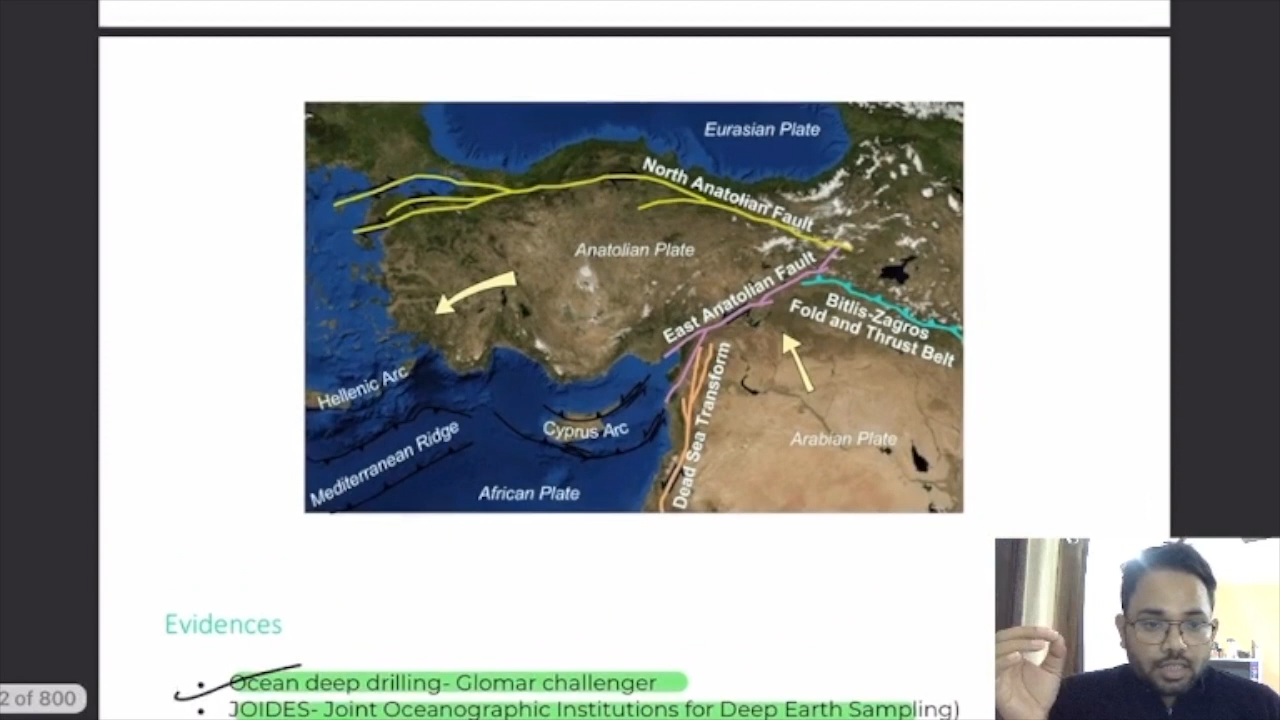 Eurasian Plate
North Anatolian Fault
Anatolian Plate
East Anatolian Fault
Bitlis-Zagros
Fold and Thrust Belt
Hellenic Arc
Cyprus Arc
Dead Sea Transform
Arabian Plate
Mediterranean Ridge
African Plate
Evidences
• Ocean deep drilling- Glomar challenger
2 of 800
• JOIDES- Joint Oceanographic Institutions for Deep Earth Sampling)